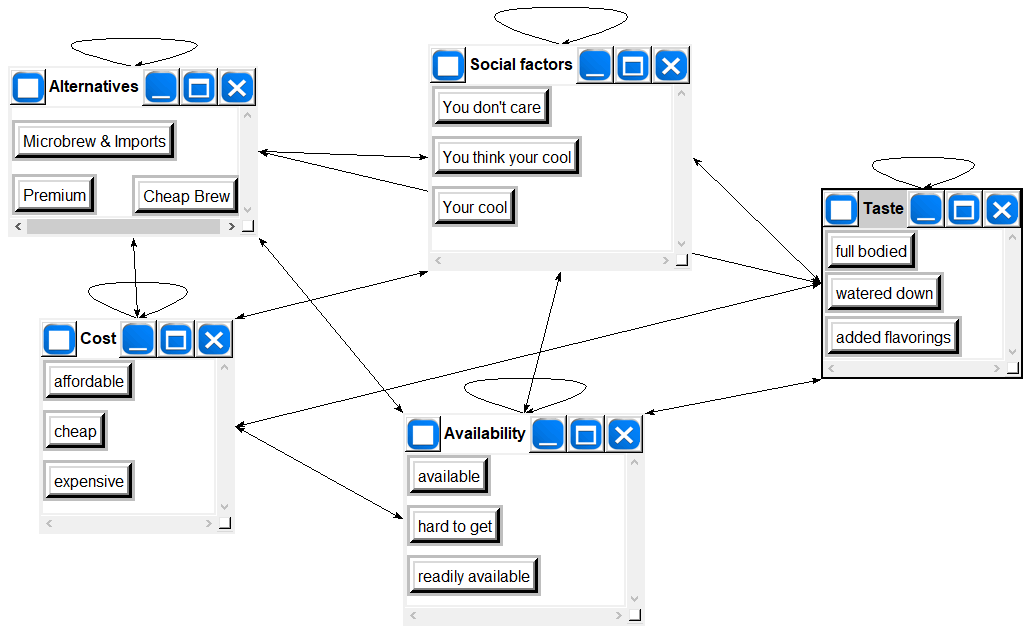 Alternatives
Microbrew & Imports
Premium
Cheap Brew
Social factors
You don't care
You think your cool
Your cool
Taste
full bodied
watered down
added flavorings
Cost
affordable
cheap
expensive
Availability
available
hard to get
readily available